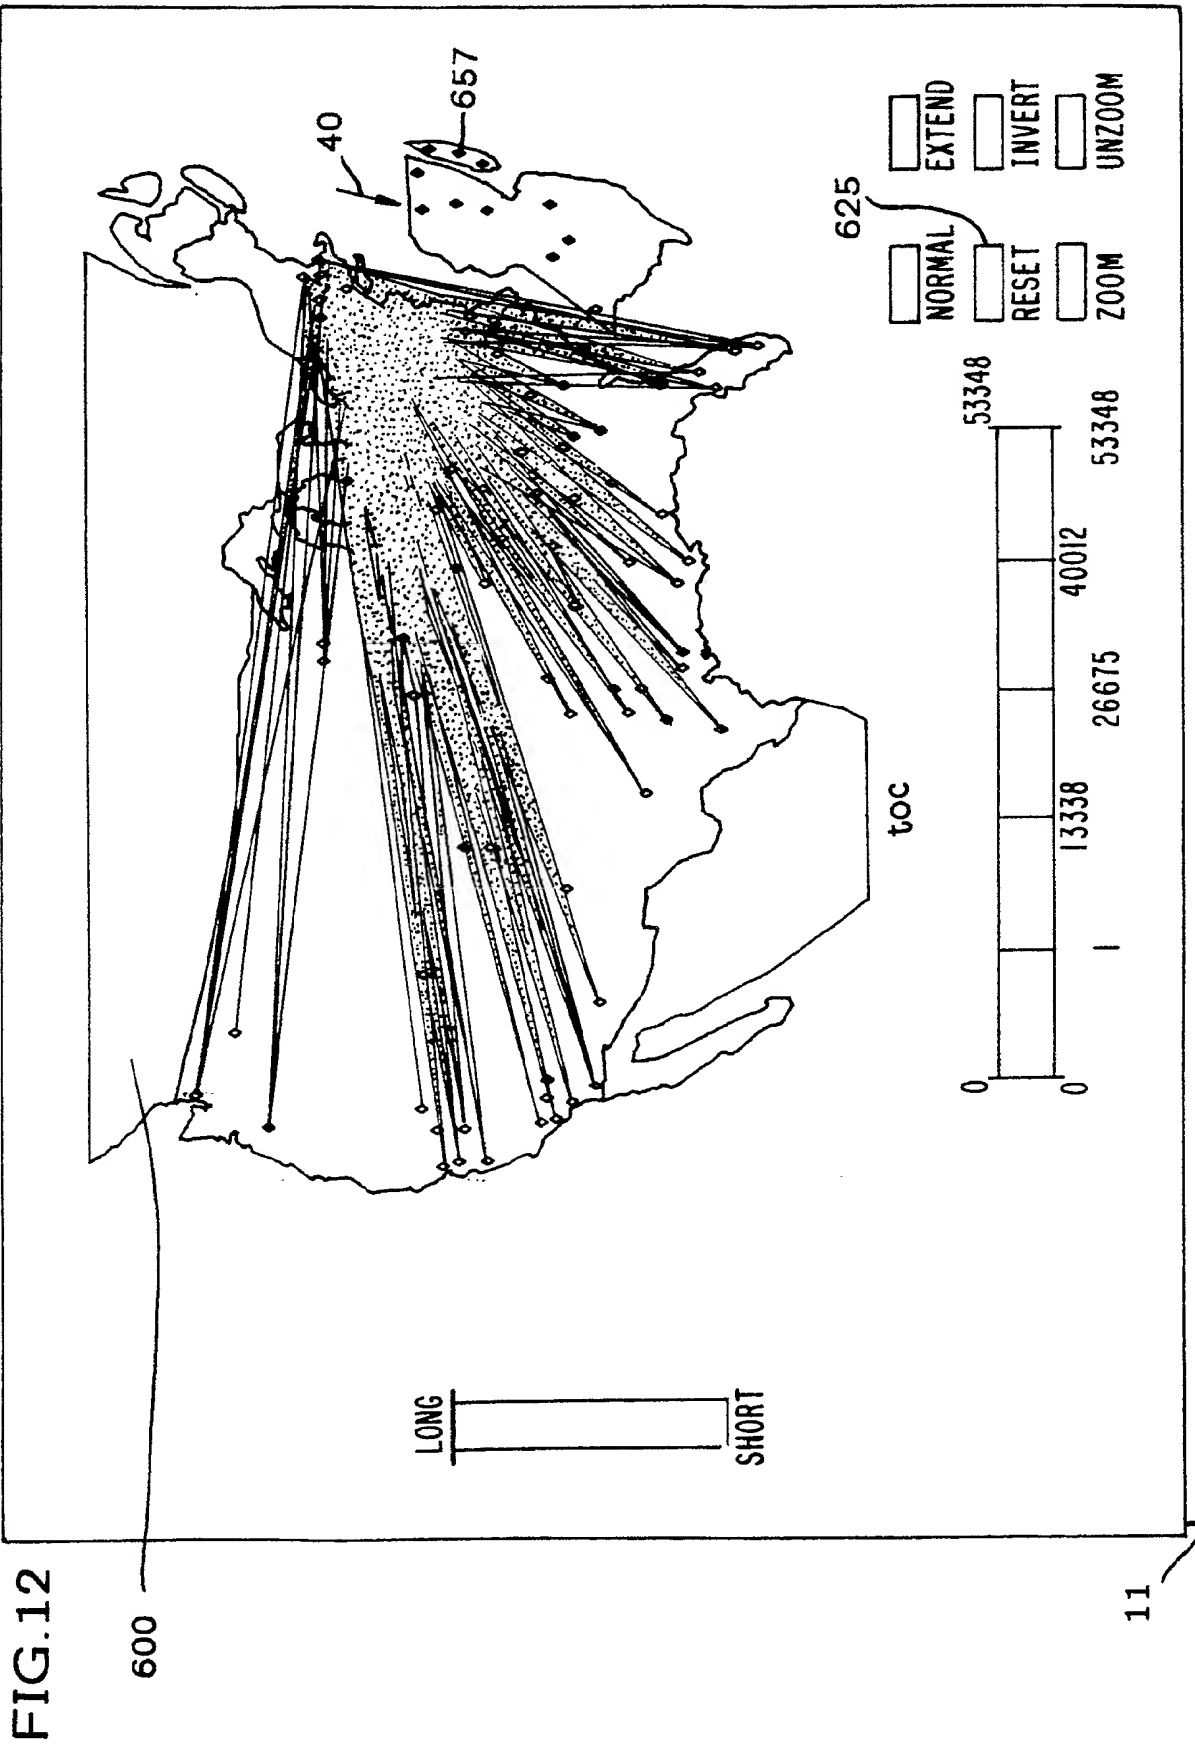 FIG.12
600
11
LONG
SHORT
40
657
625
toc
NORMAL
EXTEND
RESET
INVERT
ZOOM
UNZOOM
0
53348
0
1
13338
26675
40012
53348